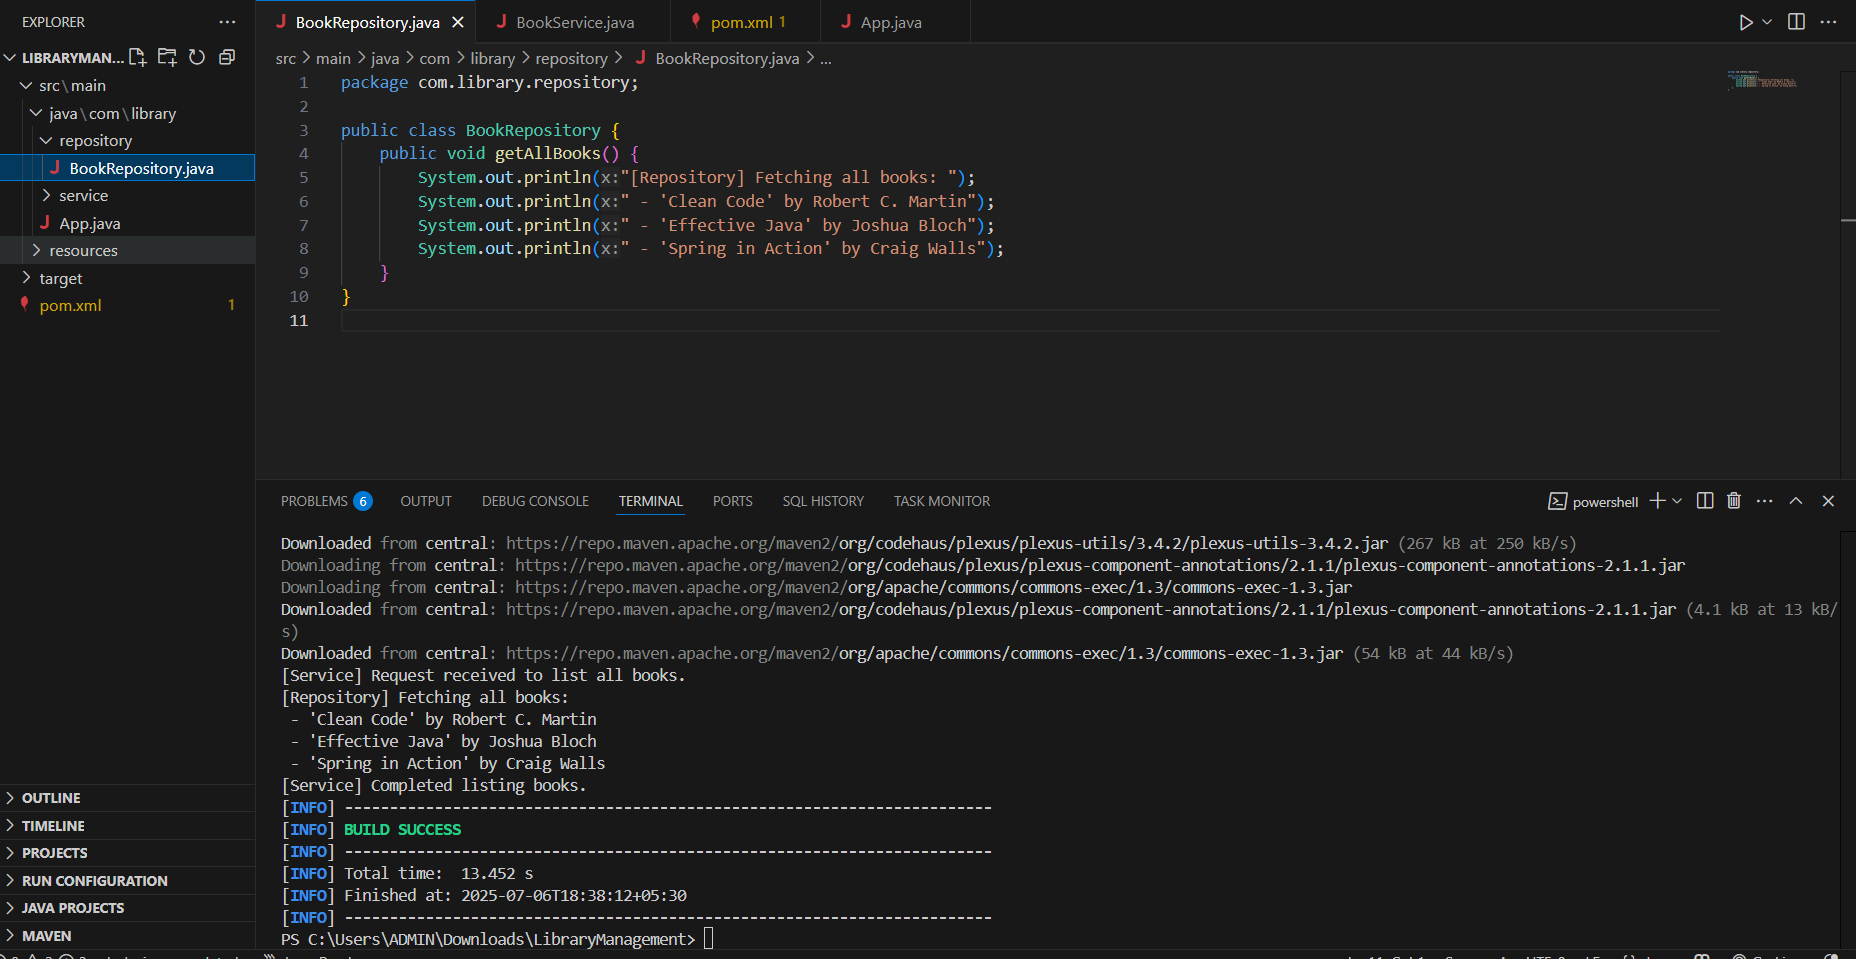 EXPLORER
LIBRARYMAN...
src\main
java\com\library
repository
BookRepository.java
service
App.java
resources
target
pom.xml 1
OUTLINE
TIMELINE
PROJECTS
RUN CONFIGURATION
JAVA PROJECTS
MAVEN
BookRepository.java BookService.java pom.xml 1 App.java
src > main > java > com > library > repository > BookRepository.java > ...
1 package com.library.repository;
2
3 public class BookRepository {
4 public void getAllBooks() {
5 System.out.println(x:"[Repository] Fetching all books: ");
6 System.out.println(x:" - 'Clean Code' by Robert C. Martin");
7 System.out.println(x:" - 'Effective Java' by Joshua Bloch");
8 System.out.println(x:" - 'Spring in Action' by Craig Walls");
9 }
10 }
11
PROBLEMS 6 OUTPUT DEBUG CONSOLE TERMINAL PORTS SQL HISTORY TASK MONITOR powershell
Downloaded from central: https://repo.maven.apache.org/maven2/org/codehaus/plexus/plexus-utils/3.4.2/plexus-utils-3.4.2.jar (267 kB at 250 kB/s)
Downloading from central: https://repo.maven.apache.org/maven2/org/codehaus/plexus/plexus-component-annotations/2.1.1/plexus-component-annotations-2.1.1.jar
Downloading from central: https://repo.maven.apache.org/maven2/org/apache/commons/commons-exec/1.3/commons-exec-1.3.jar
Downloaded from central: https://repo.maven.apache.org/maven2/org/codehaus/plexus/plexus-component-annotations/2.1.1/plexus-component-annotations-2.1.1.jar (4.1 kB at 13 kB/
s)
Downloaded from central: https://repo.maven.apache.org/maven2/org/apache/commons/commons-exec/1.3/commons-exec-1.3.jar (54 kB at 44 kB/s)
[Service] Request received to list all books.
[Repository] Fetching all books:
- 'Clean Code' by Robert C. Martin
- 'Effective Java' by Joshua Bloch
- 'Spring in Action' by Craig Walls
[Service] Completed listing books.
[INFO] ------------------------------------------------------------------------
[INFO] BUILD SUCCESS
[INFO] ------------------------------------------------------------------------
[INFO] Total time:  13.452 s
[INFO] Finished at: 2025-07-06T18:38:12+05:30
[INFO] ------------------------------------------------------------------------
PS C:\Users\ADMIN\Downloads\LibraryManagement>